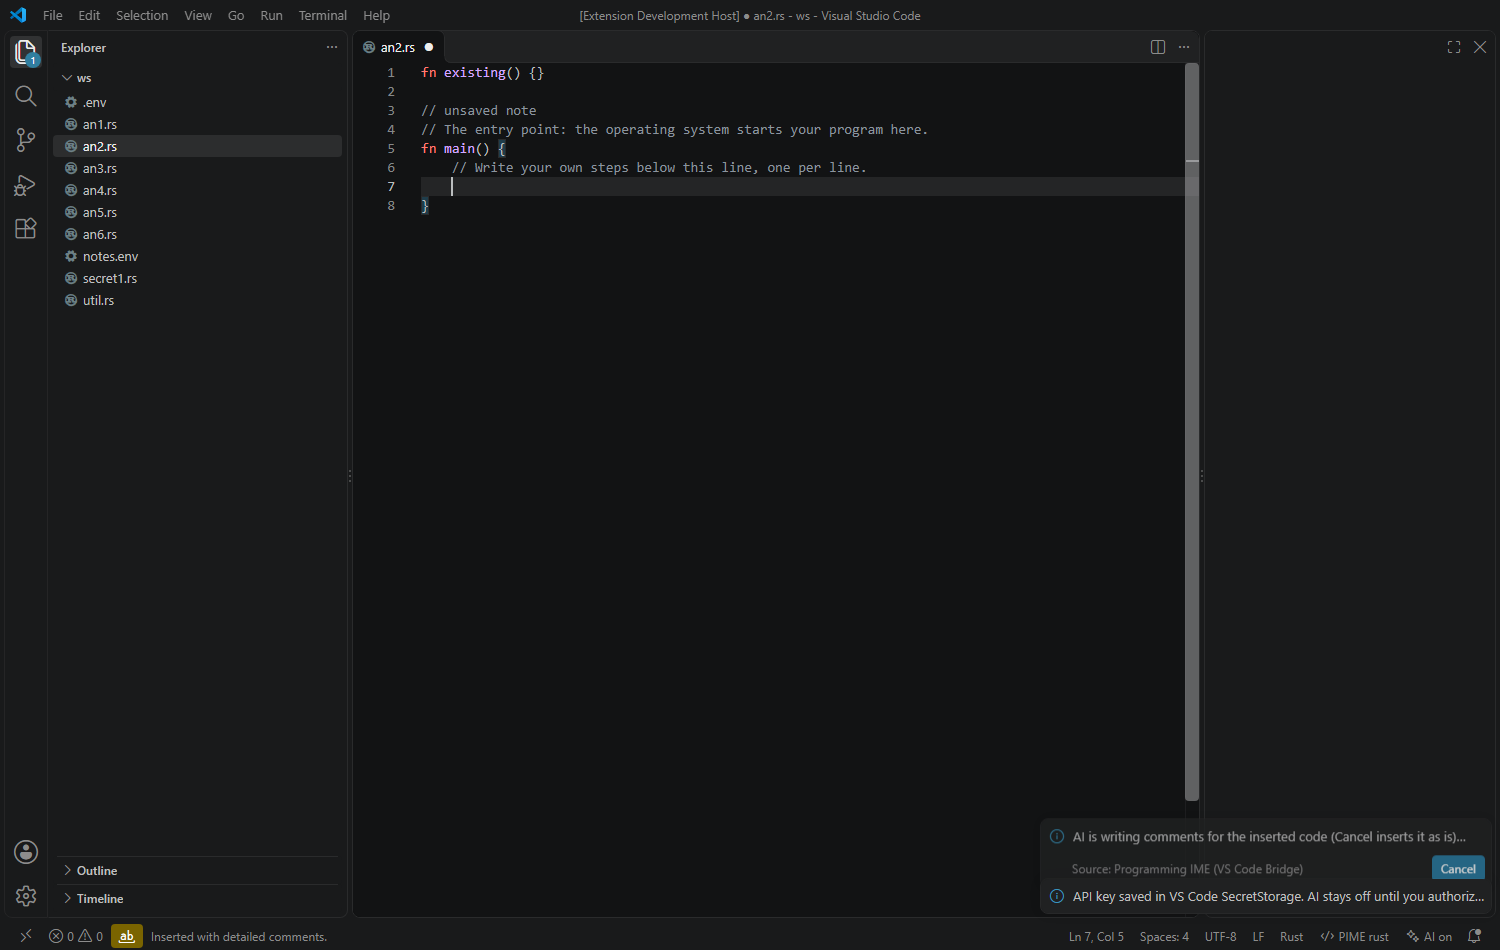 File Edit Selection View Go Run Terminal Help
[Extension Development Host] ● an2.rs - ws - Visual Studio Code
1
Explorer
ws
.env
an1.rs
an2.rs
an3.rs
an4.rs
an5.rs
an6.rs
notes.env
secret1.rs
util.rs
Outline
Timeline
an2.rs
1 fn existing() {}
2
3 // unsaved note
4 // The entry point: the operating system starts your program here.
5 fn main() {
6 // Write your own steps below this line, one per line.
7
8 }
AI is writing comments for the inserted code (Cancel inserts it as is)...
Source: Programming IME (VS Code Bridge)
Cancel
API key saved in VS Code SecretStorage. AI stays off until you authoriz...
0 0 ab Inserted with detailed comments.
Ln 7, Col 5 Spaces: 4 UTF-8 LF Rust PIME rust AI on